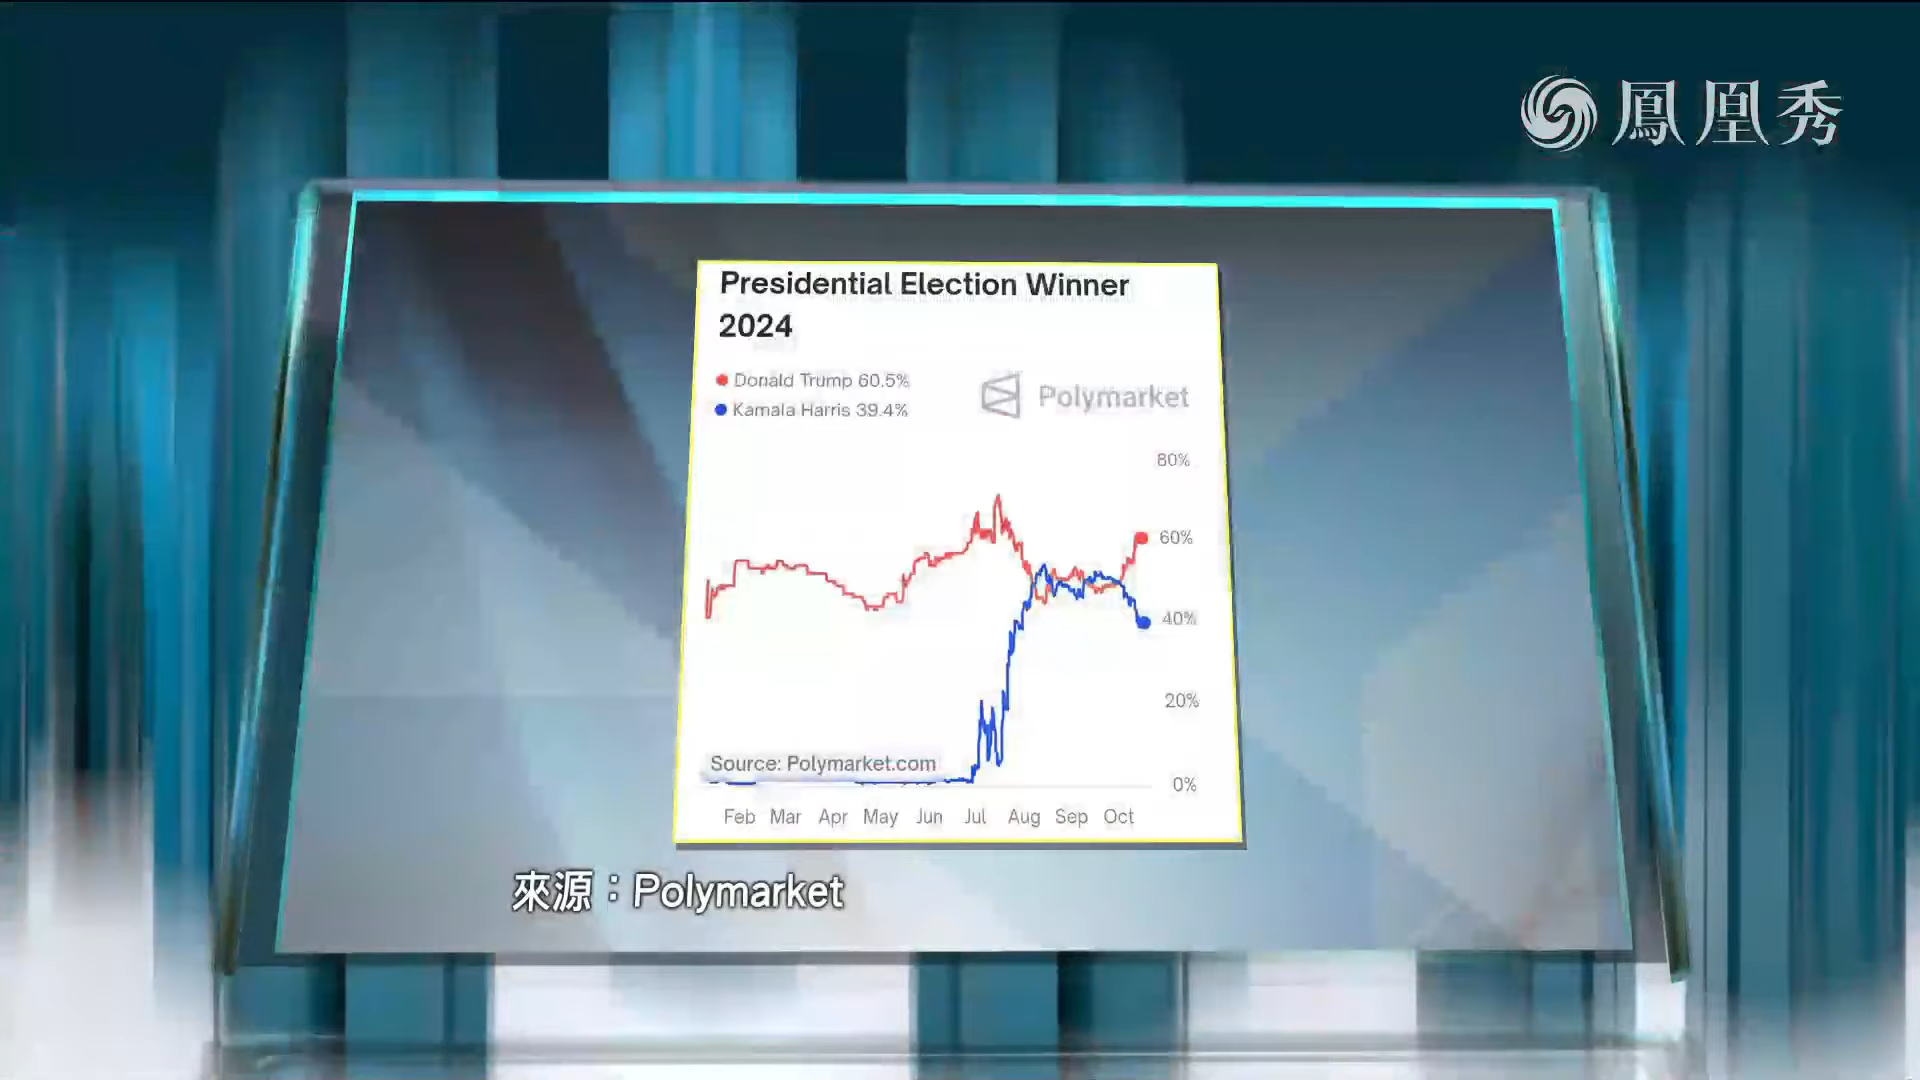 鳳凰秀
Presidential Election Winner
2024
Donald Trump 60.5%
Kamala Harris 39.4%
Polymarket
80%
60%
40%
20%
0%
Source: Polymarket.com
Feb Mar Apr May Jun Jul Aug Sep Oct
來源：Polymarket